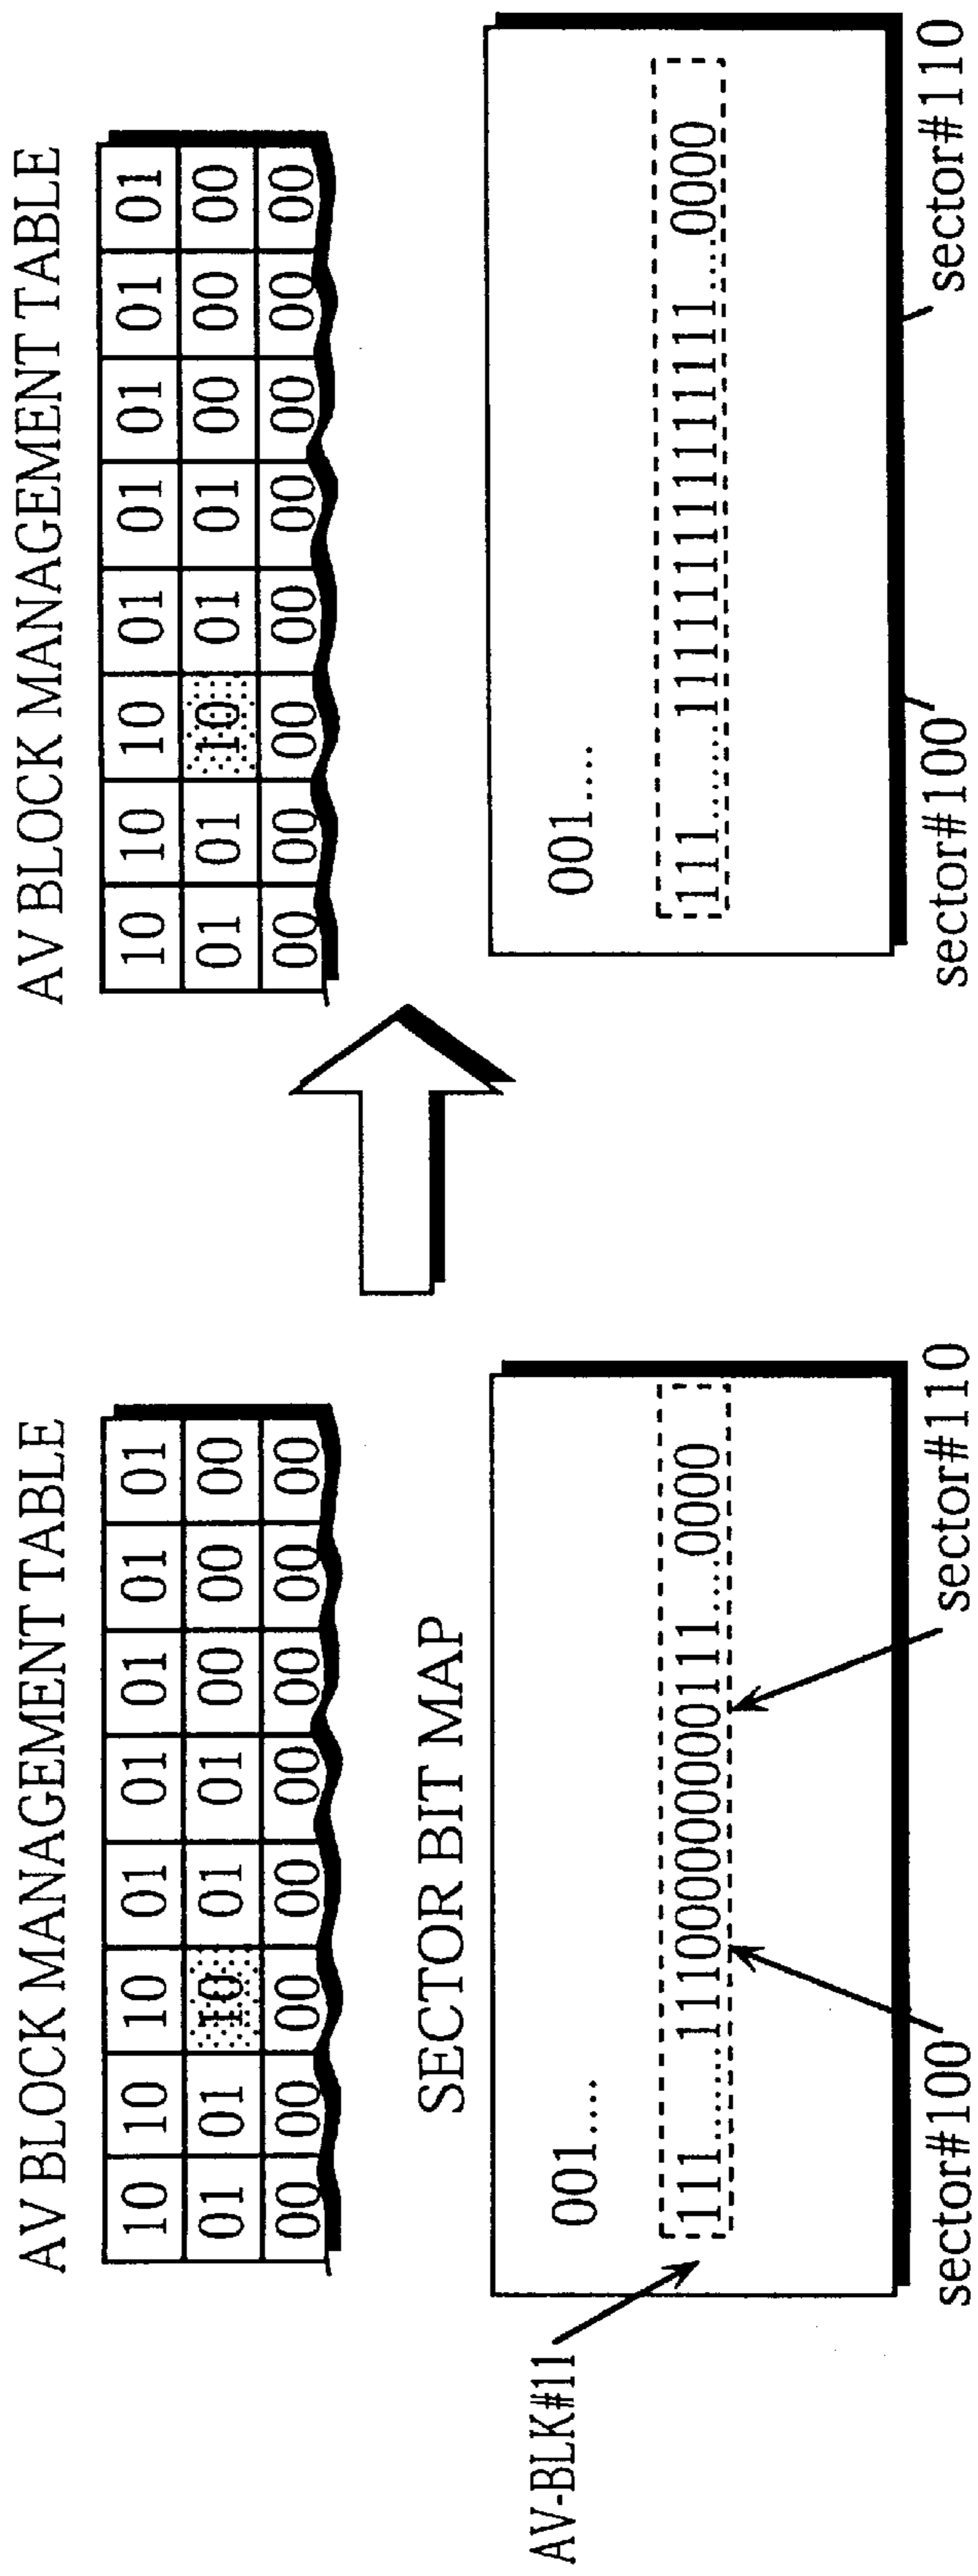 AV BLOCK MANAGEMENT TABLE
10 10 10 01 01 01 01 01
01 01 10 01 01 00 00 00
00 00 00 00 00 00 00 00
SECTOR BIT MAP
AV-BLK#11
001....
111......1110000000000111....0000
sector#100 sector#110
AV BLOCK MANAGEMENT TABLE
10 10 10 01 01 01 01 01
01 01 10 01 01 00 00 00
00 00 00 00 00 00 00 00
001....
111......1111111111111111....0000
sector#100 sector#110